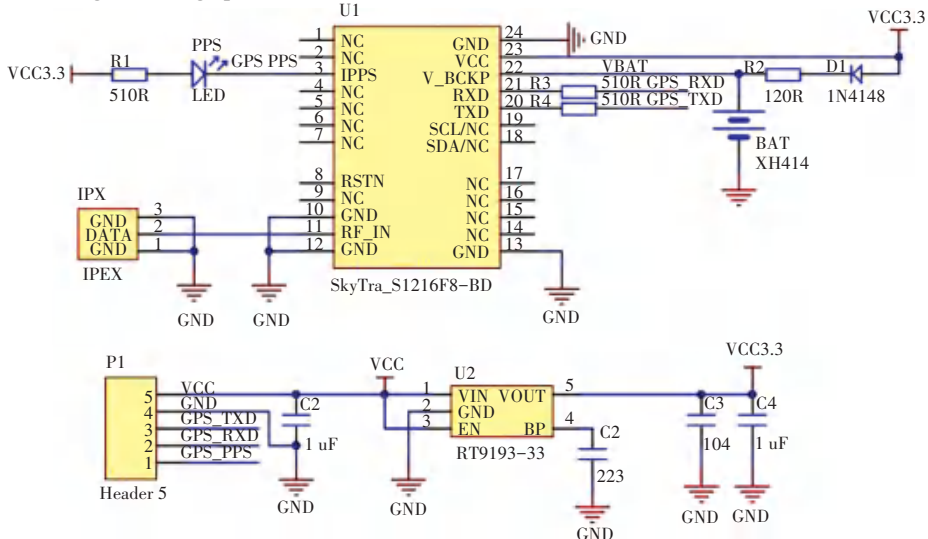 U1
VCC3.3
R1
510R
PPS
LED
GPS PPS
1 NC
2 NC
3 IPPS
4 NC
5 NC
6 NC
7 NC
8 RSTN
9 NC
10 GND
11 RF_IN
12 GND
GND 24
VCC 23
V_BCKP 22
RXD 21
TXD 20
SCL/NC 19
SDA/NC 18
NC 17
NC 16
NC 15
NC 14
GND 13
SkyTra_S1216F8-BD
GND
VBAT
R3 510R GPS_RXD
R4 510R GPS_TXD
R2
120R
D1
1N4148
VCC3.3
BAT
XH414
IPX
GND 3
DATA 2
GND 1
IPEX
GND
GND
GND
P1
5 VCC
4 GND
3 GPS_TXD
2 GPS_RXD
1 GPS_PPS
Header 5
C2
1 uF
GND
VCC
U2
1 VIN VOUT 5
2 GND
3 EN BP 4
RT9193-33
GND
C2
223
GND
VCC3.3
C3
104
GND
C4
1 uF
GND